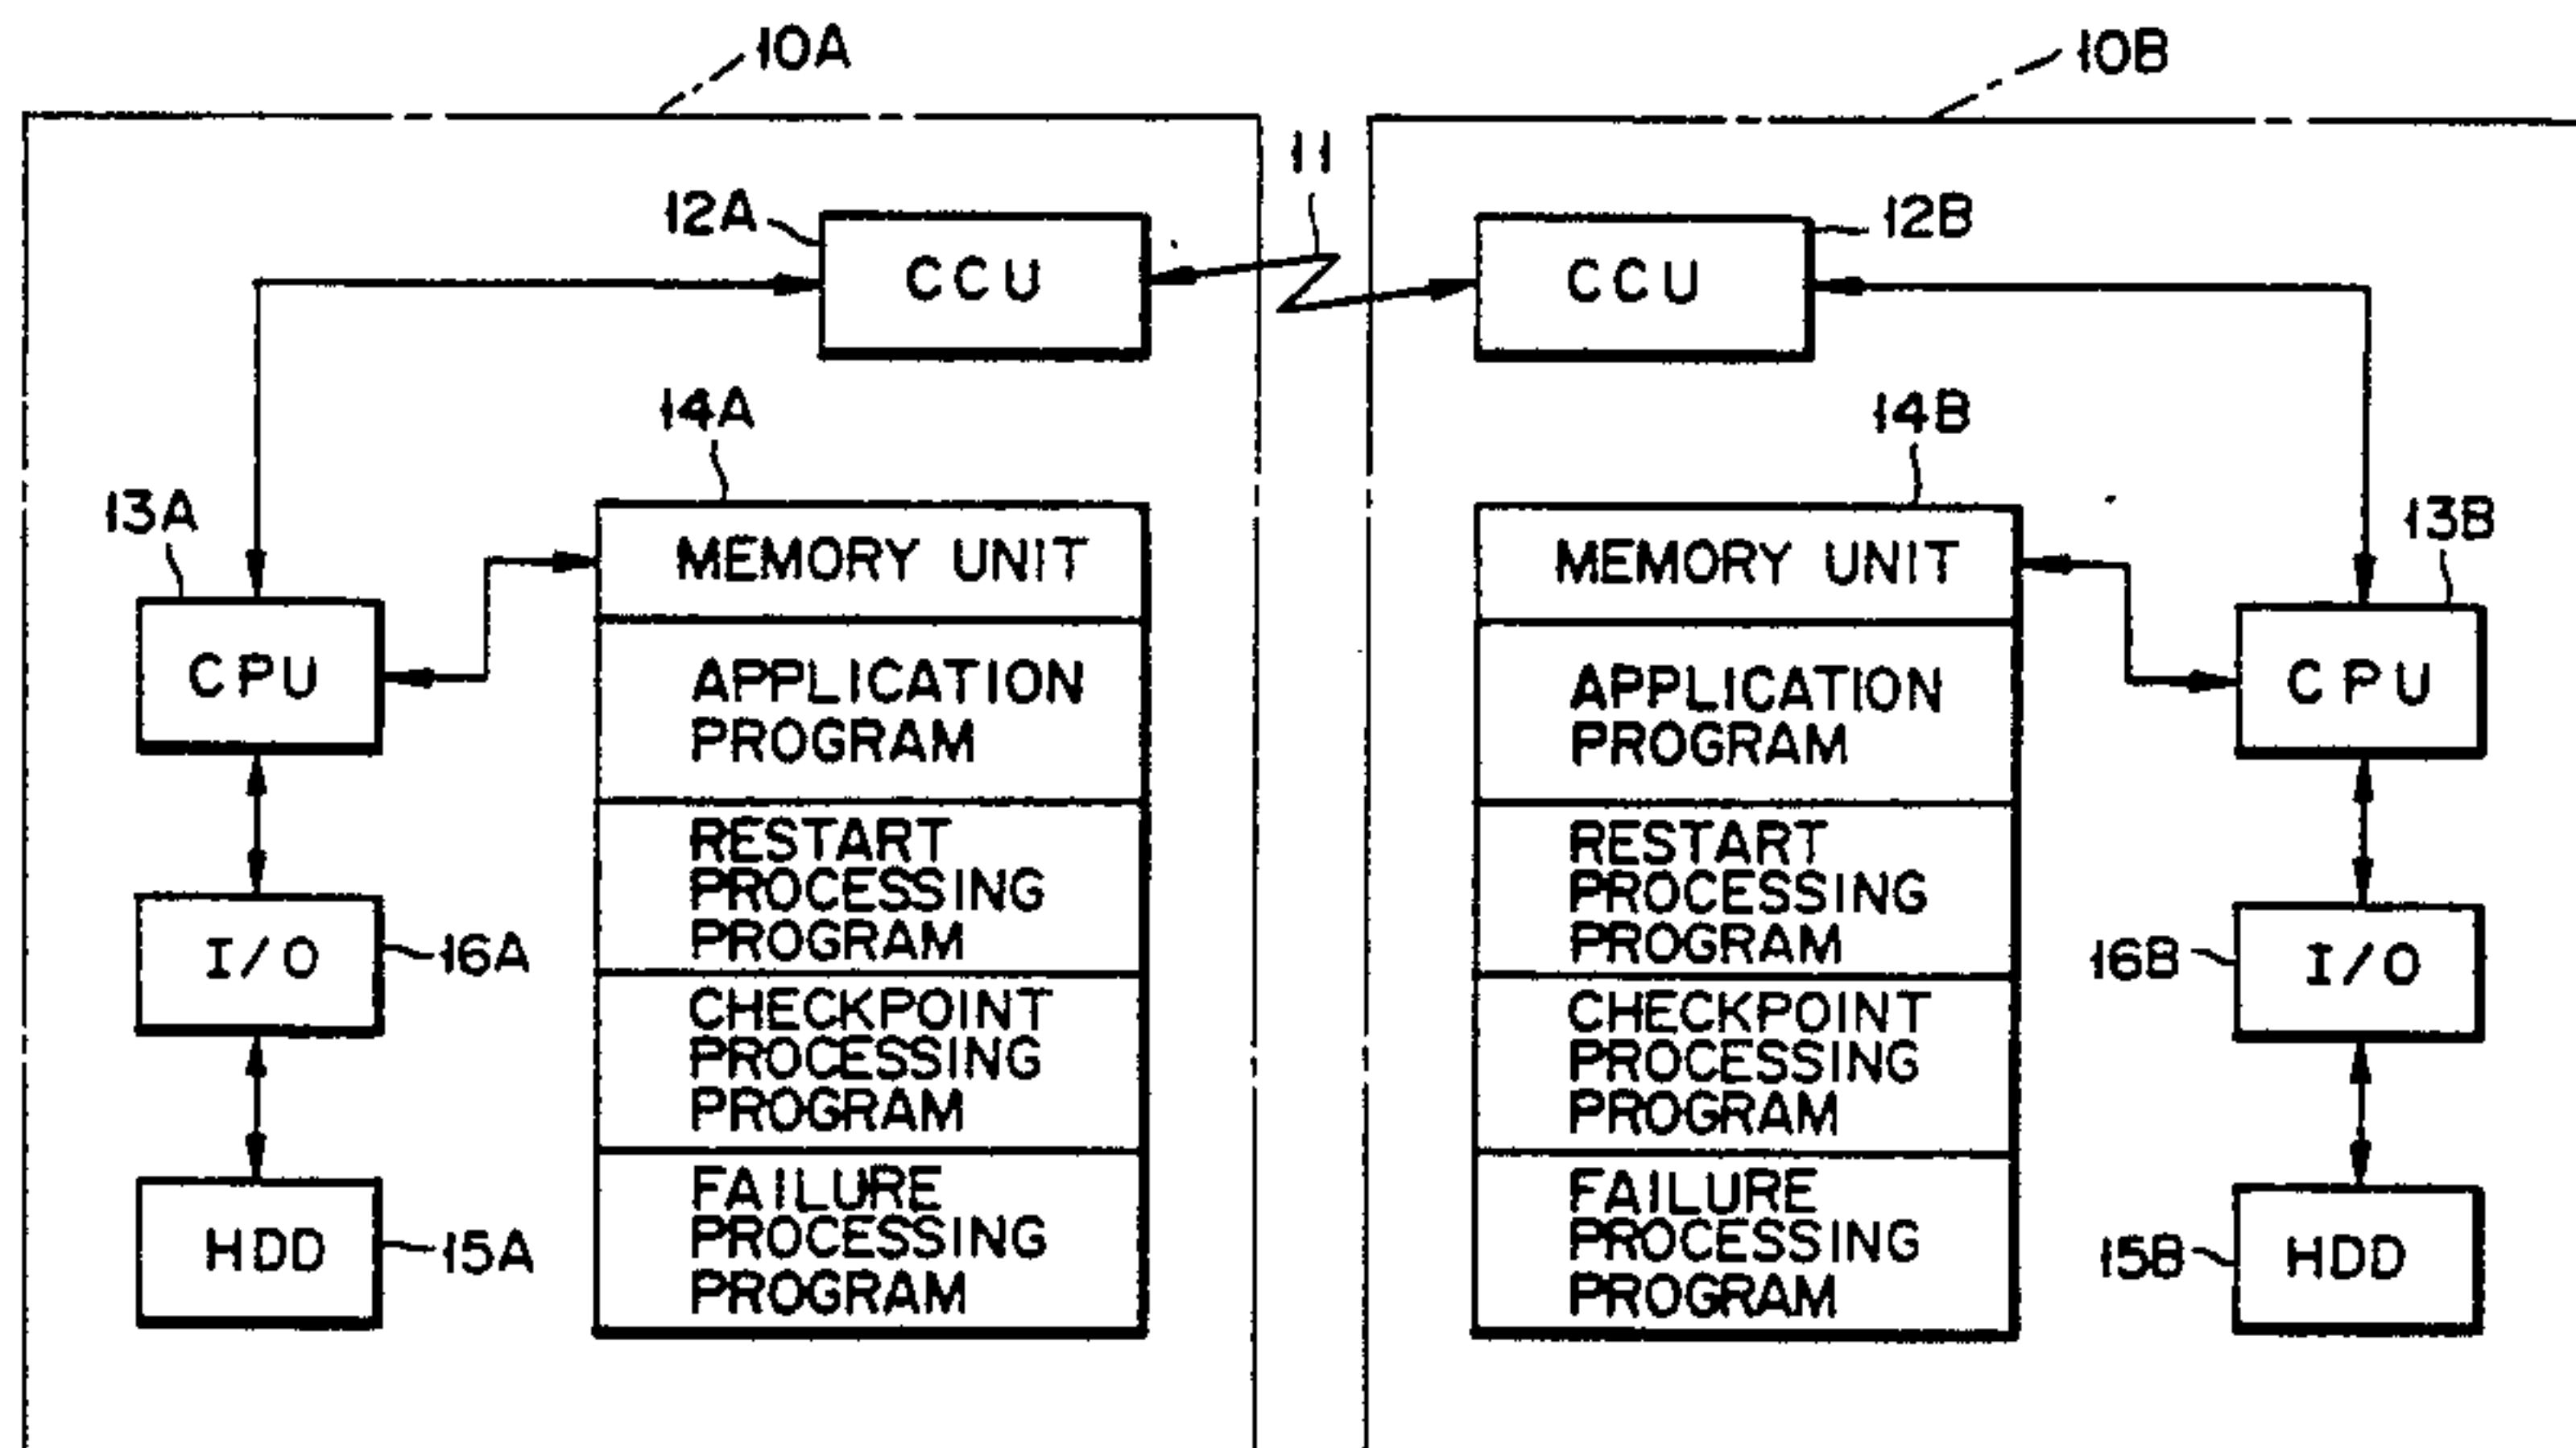 10A
10B
11
12A
CCU
CCU
12B
14A
14B
13A
MEMORY UNIT
MEMORY UNIT
13B
CPU
APPLICATION
PROGRAM
APPLICATION
PROGRAM
CPU
RESTART
PROCESSING
PROGRAM
RESTART
PROCESSING
PROGRAM
I/O
16A
16B
I/O
CHECKPOINT
PROCESSING
PROGRAM
CHECKPOINT
PROCESSING
PROGRAM
HDD
15A
FAILURE
PROCESSING
PROGRAM
FAILURE
PROCESSING
PROGRAM
15B
HDD